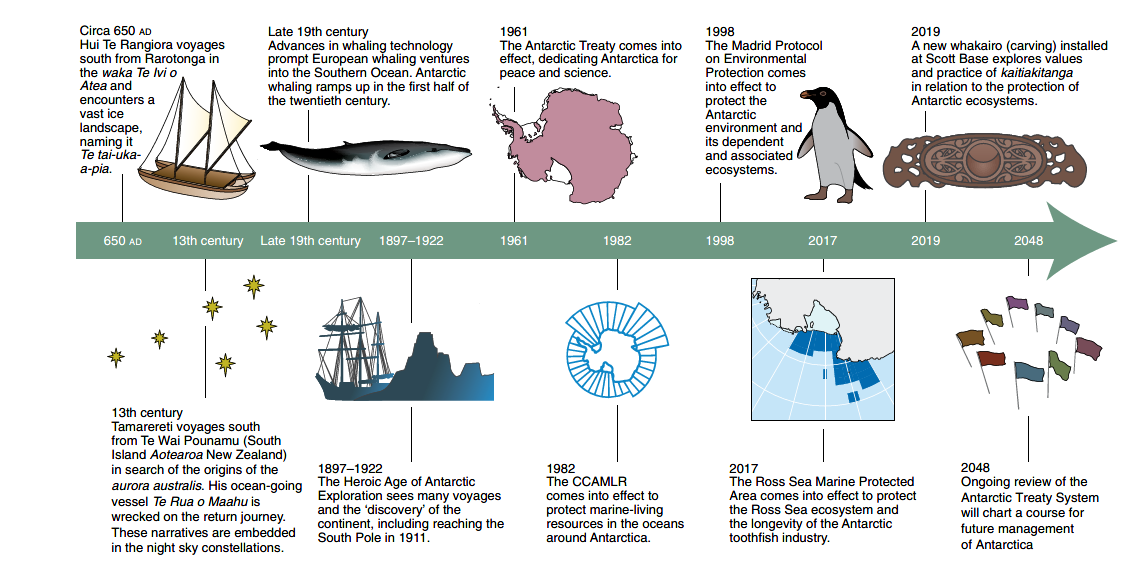 Circa 650 AD
Hui Te Rangiora voyages
south from Rarotonga in
the waka Te Ivi o
Atea and
encounters a
vast ice
landscape,
naming it
Te tai-uka-
a-pia.
Late 19th century
Advances in whaling technology
prompt European whaling ventures
into the Southern Ocean. Antarctic
whaling ramps up in the first half of
the twentieth century.
1961
The Antarctic Treaty comes into
effect, dedicating Antarctica for
peace and science.
1998
The Madrid Protocol
on Environmental
Protection comes
into effect to
protect the
Antarctic
environment and
its dependent
and associated
ecosystems.
2019
A new whakairo (carving) installed
at Scott Base explores values
and practice of kaitiakitanga
in relation to the protection of
Antarctic ecosystems.
650 AD 13th century Late 19th century 1897–1922 1961 1982 1998 2017 2019 2048
13th century
Tamarereti voyages south
from Te Wai Pounamu (South
Island Aotearoa New Zealand)
in search of the origins of the
aurora australis. His ocean-going
vessel Te Rua o Maahu is
wrecked on the return journey.
These narratives are embedded
in the night sky constellations.
1897–1922
The Heroic Age of Antarctic
Exploration sees many voyages
and the ‘discovery’ of the
continent, including reaching the
South Pole in 1911.
1982
The CCAMLR
comes into effect to
protect marine-living
resources in the oceans
around Antarctica.
2017
The Ross Sea Marine Protected
Area comes into effect to protect
the Ross Sea ecosystem and
the longevity of the Antarctic
toothfish industry.
2048
Ongoing review of the
Antarctic Treaty System
will chart a course for
future management
of Antarctica